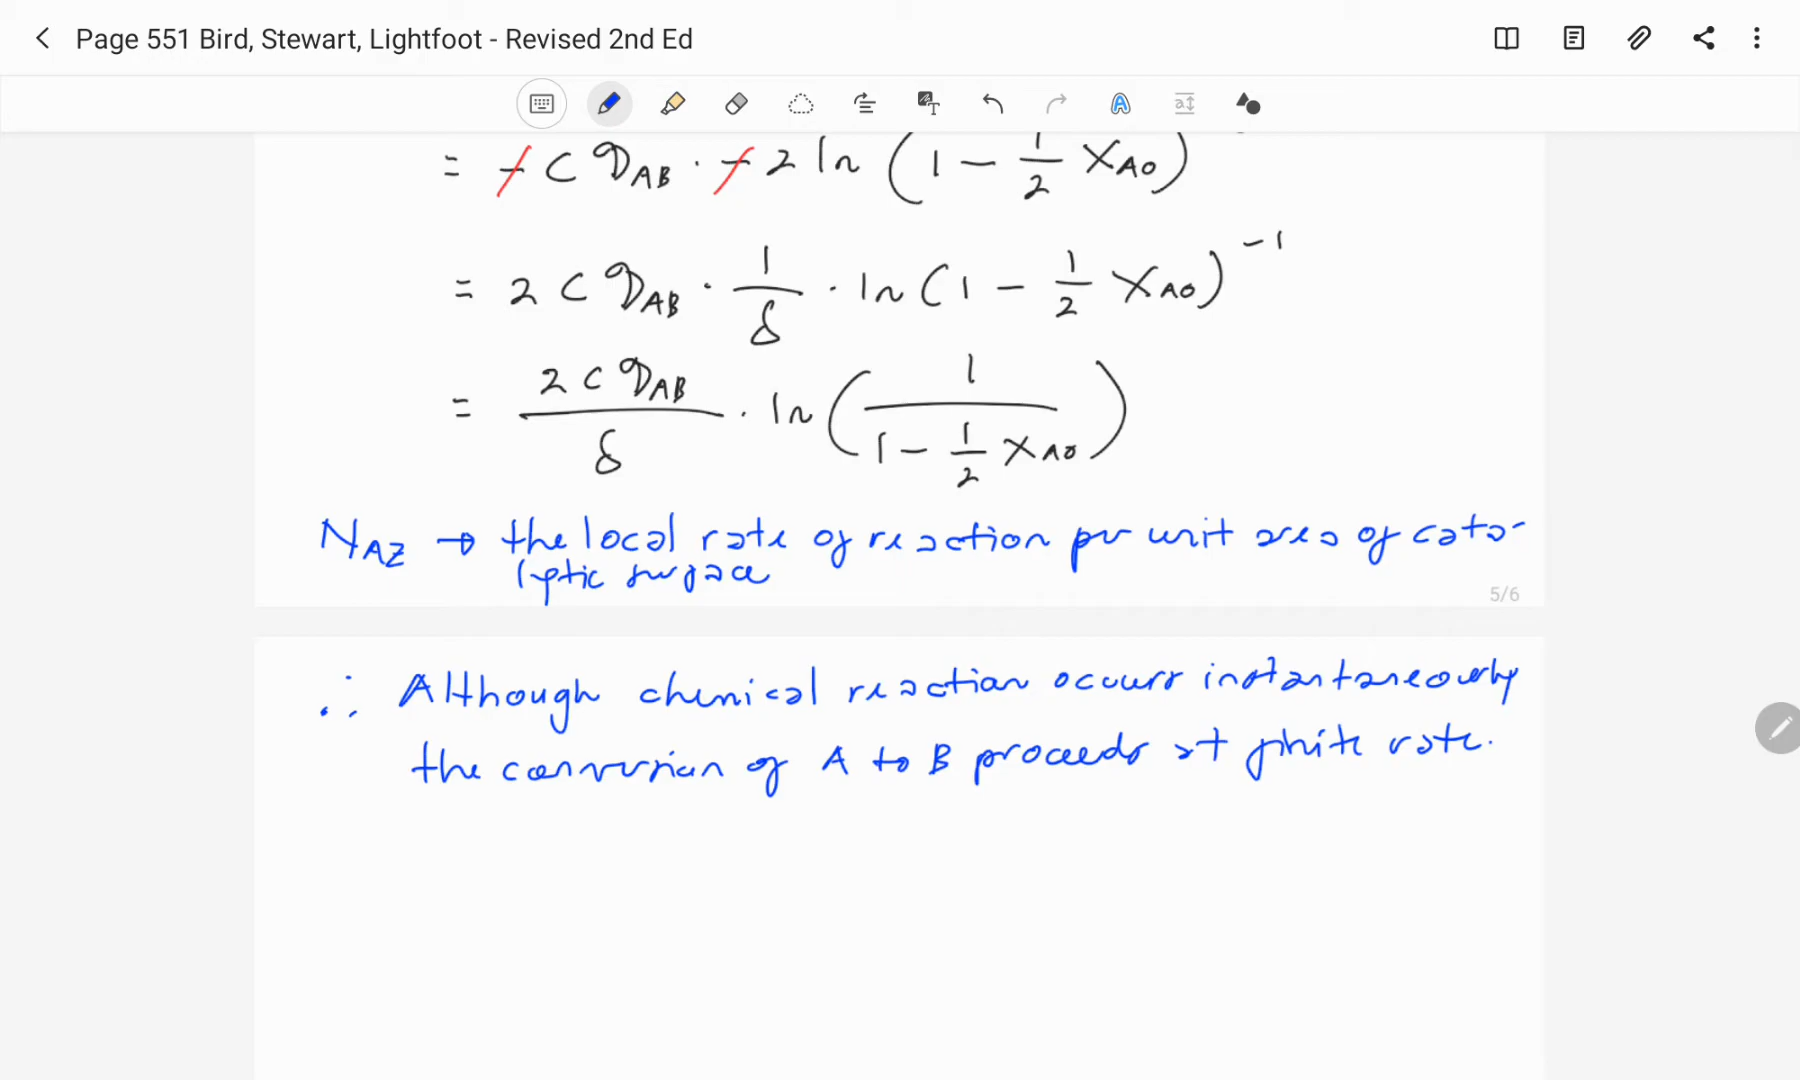 Page 551 Bird, Stewart, Lightfoot - Revised 2nd Ed
= - C 𝒟AB · - 2 ln (1 - 1/2 XA0)
= 2 C 𝒟AB · 1/δ · ln (1 - 1/2 XA0)^-1
= 2 C 𝒟AB / δ · ln (1 / (1 - 1/2 XA0))
NAZ → the local rate of reaction per unit area of cata-
lyptic surface
5/6
∴ Although chemical reaction occurs instantaneously
the conversion of A to B proceeds at finite rate.